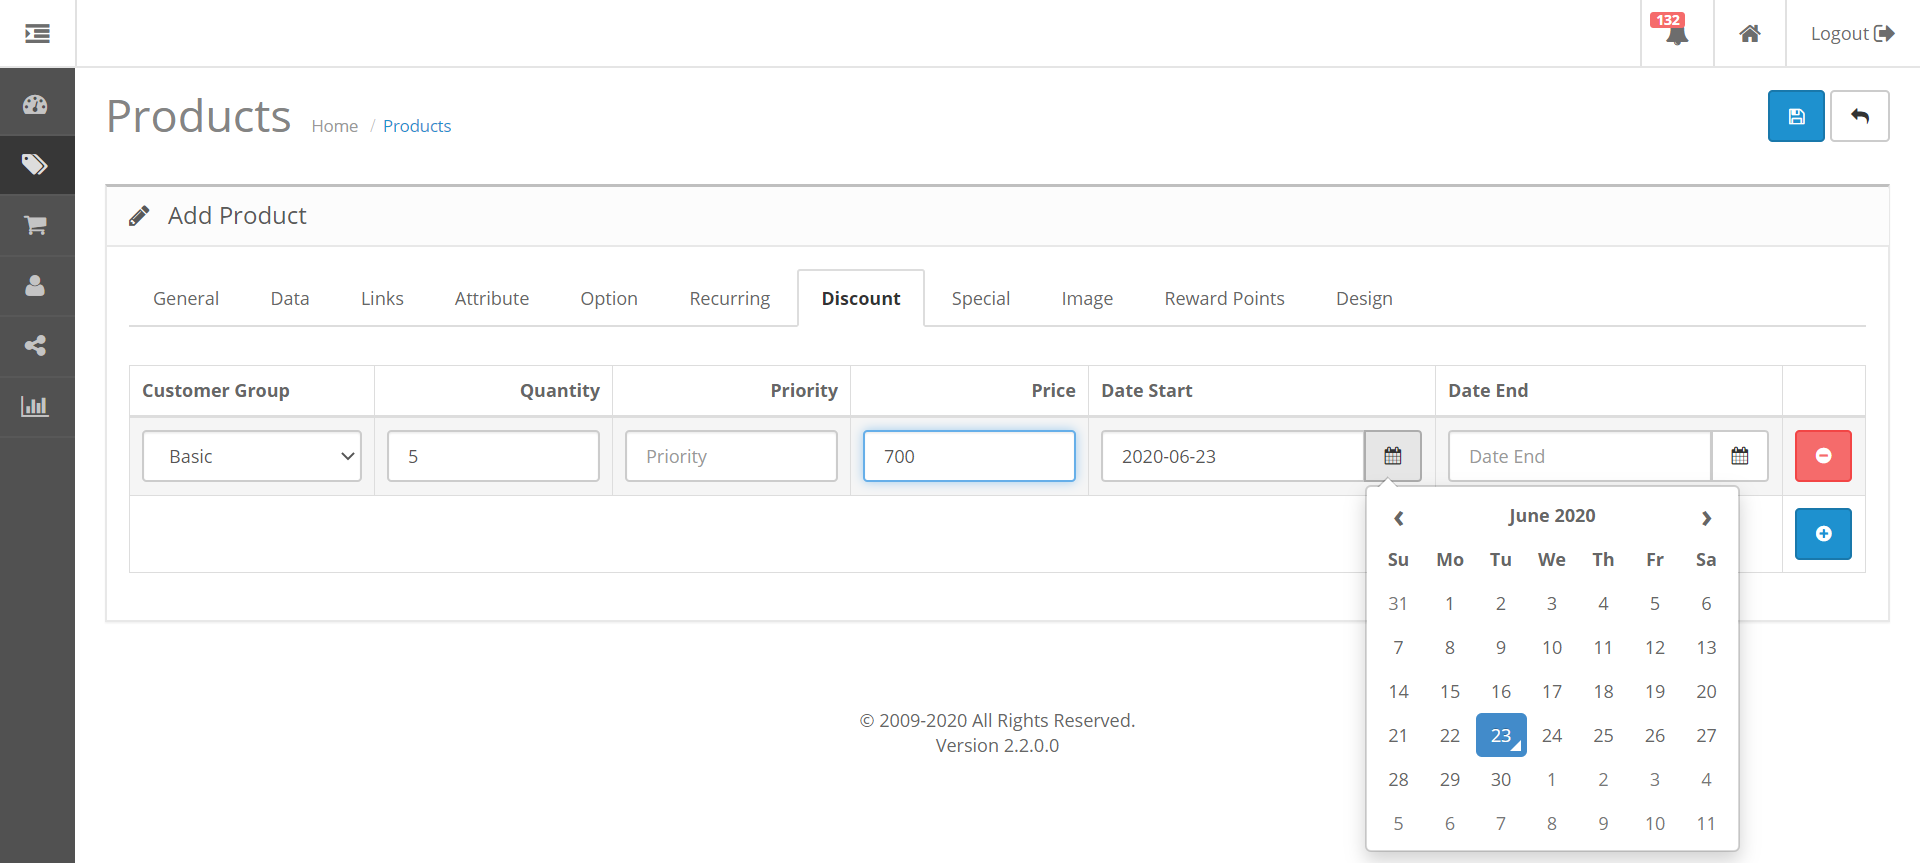 132
Logout
Products Home / Products
Add Product
General Data Links Attribute Option Recurring Discount Special Image Reward Points Design
Customer Group Quantity Priority Price Date Start Date End
Basic 5 Priority 700 2020-06-23 Date End
‹ June 2020 ›
Su Mo Tu We Th Fr Sa
31 1 2 3 4 5 6
7 8 9 10 11 12 13
14 15 16 17 18 19 20
21 22 23 24 25 26 27
28 29 30 1 2 3 4
5 6 7 8 9 10 11
© 2009-2020 All Rights Reserved.
Version 2.2.0.0